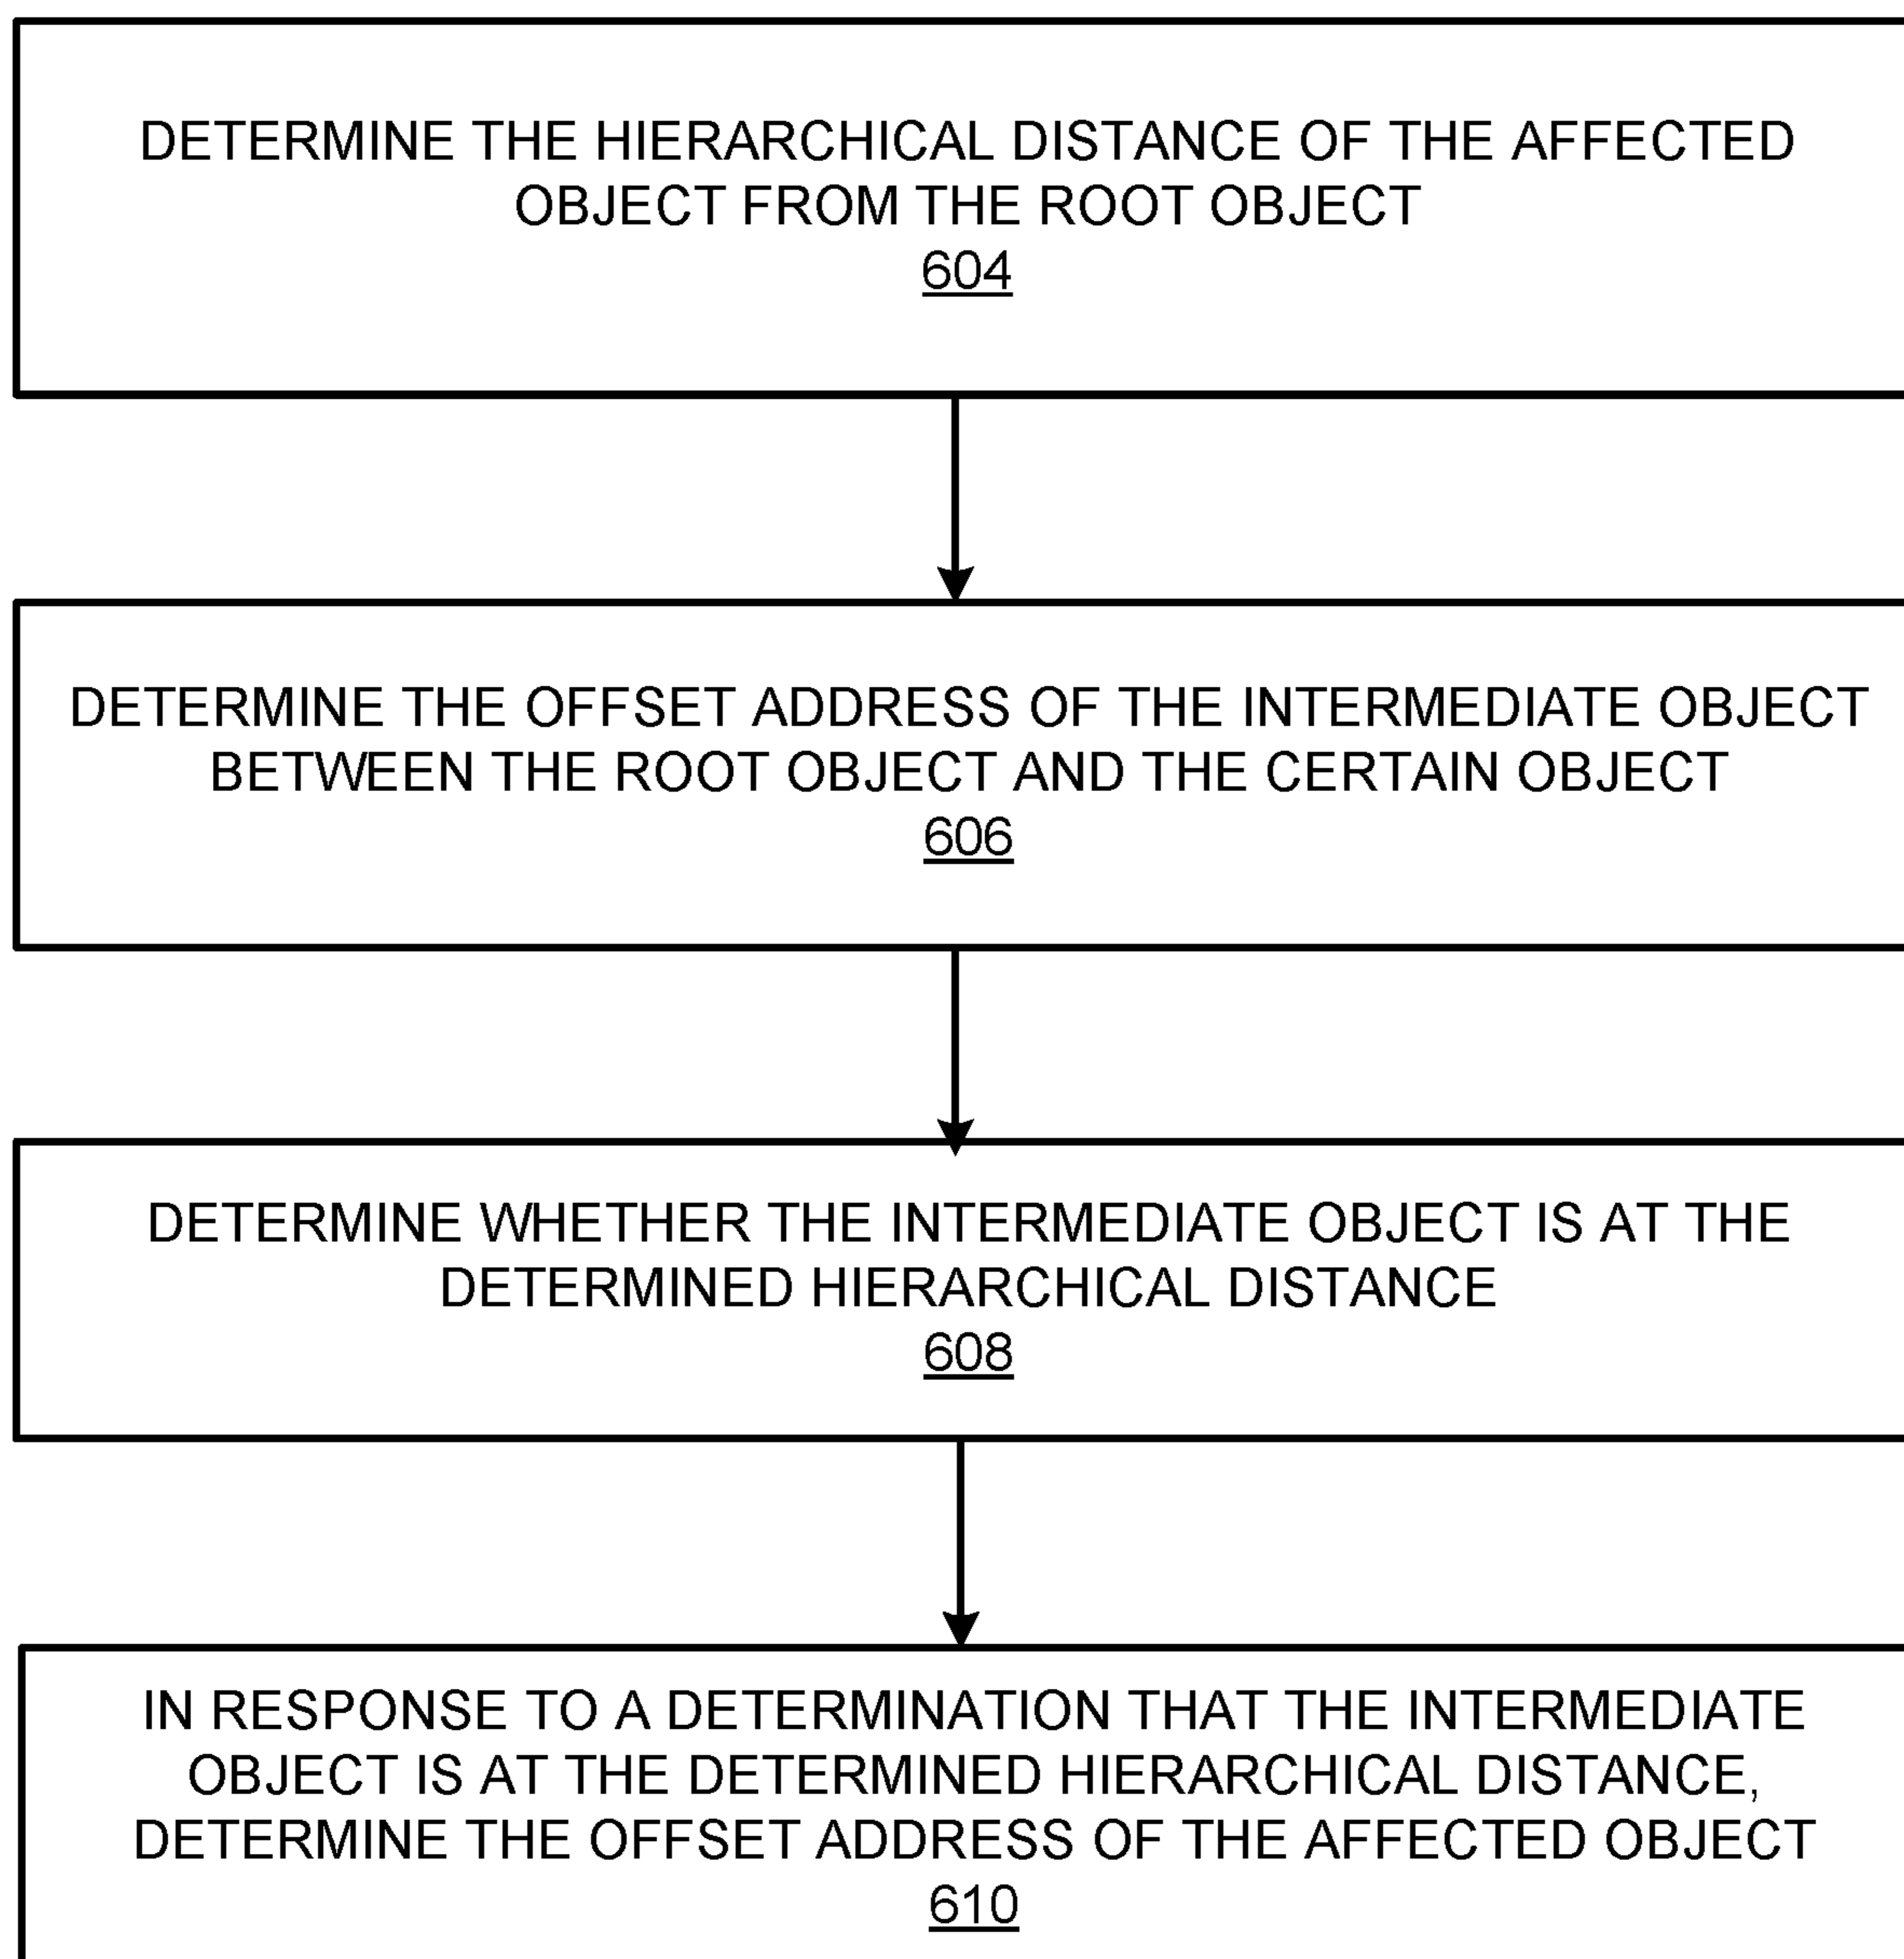 DETERMINE THE HIERARCHICAL DISTANCE OF THE AFFECTED
OBJECT FROM THE ROOT OBJECT
604
DETERMINE THE OFFSET ADDRESS OF THE INTERMEDIATE OBJECT
BETWEEN THE ROOT OBJECT AND THE CERTAIN OBJECT
606
DETERMINE WHETHER THE INTERMEDIATE OBJECT IS AT THE
DETERMINED HIERARCHICAL DISTANCE
608
IN RESPONSE TO A DETERMINATION THAT THE INTERMEDIATE
OBJECT IS AT THE DETERMINED HIERARCHICAL DISTANCE,
DETERMINE THE OFFSET ADDRESS OF THE AFFECTED OBJECT
610